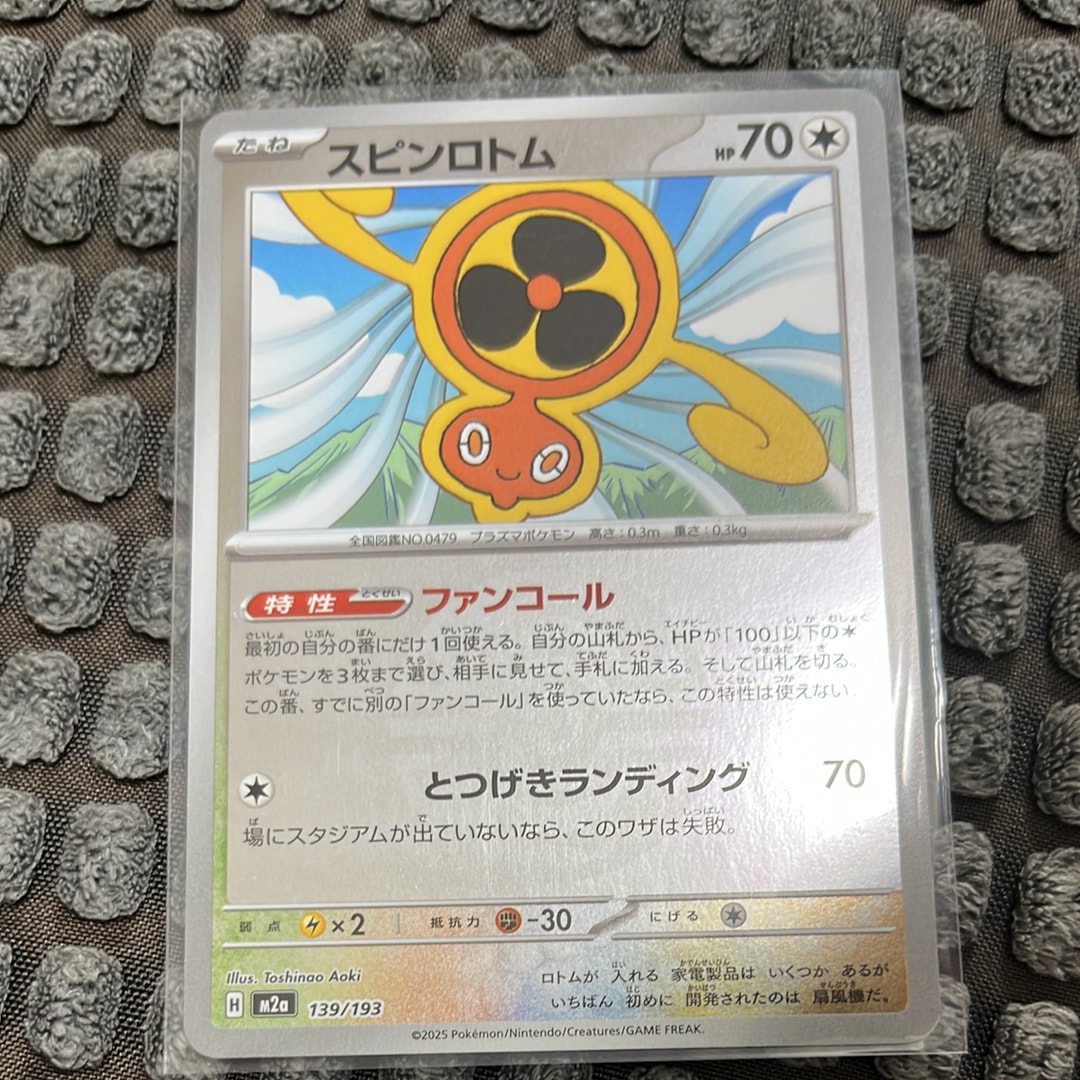 たね スピンロトム HP 70
全国図鑑NO.0479 プラズマポケモン 高さ:0.3m 重さ:0.3kg
特性 とくせい ファンコール
最初の自分の番にだけ1回使える。自分の山札から、HPが「100」以下の
ポケモンを3枚まで選び、相手に見せて、手札に加える。そして山札を切る。
この番、すでに別の「ファンコール」を使っていたなら、この特性は使えない。
とつげきランディング 70
場にスタジアムが出ていないなら、このワザは失敗。
弱点 ×2 抵抗力 -30 にげる
Illus. Toshinao Aoki
ロトムが 入れる 家電製品は いくつか あるが
いちばん 初めに 開発されたのは 扇風機だ。
H m2a 139/193
©2025 Pokémon/Nintendo/Creatures/GAME FREAK.